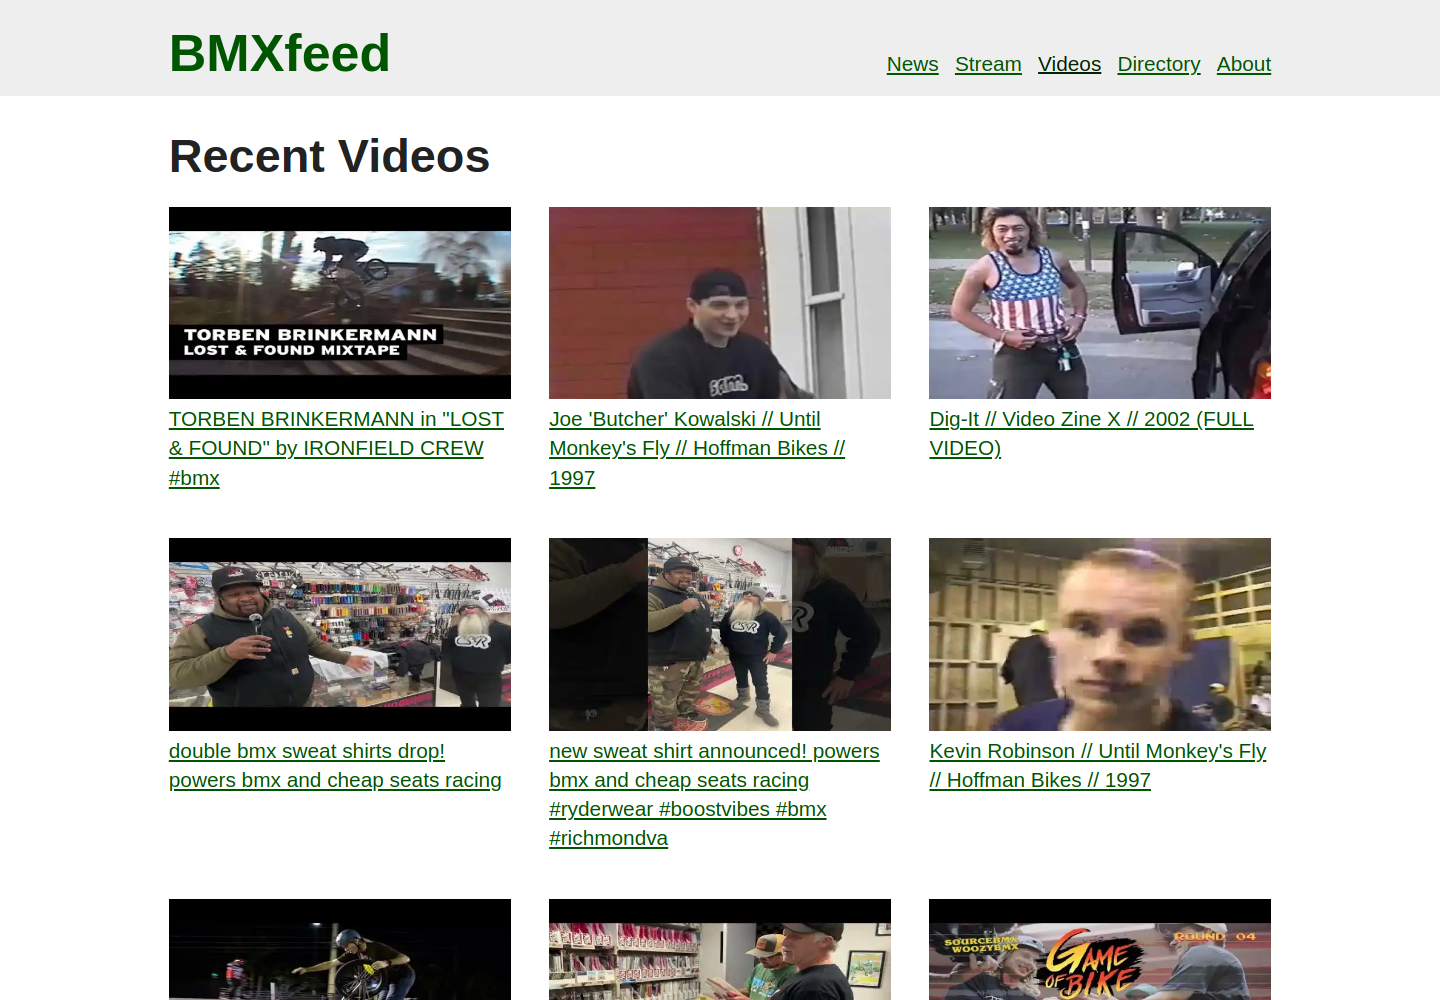 BMXfeed
News Stream Videos Directory About
Recent Videos
TORBEN BRINKERMANN
LOST & FOUND MIXTAPE
TORBEN BRINKERMANN in "LOST
& FOUND" by IRONFIELD CREW
#bmx
Joe 'Butcher' Kowalski // Until
Monkey's Fly // Hoffman Bikes //
1997
Dig-It // Video Zine X // 2002 (FULL
VIDEO)
CSR
CSR
double bmx sweat shirts drop!
powers bmx and cheap seats racing
new sweat shirt announced! powers
bmx and cheap seats racing
#ryderwear #boostvibes #bmx
#richmondva
Kevin Robinson // Until Monkey's Fly
// Hoffman Bikes // 1997
SOURCEBMX
WOOZYBMX
GAME
OF BIKE
ROUND 04